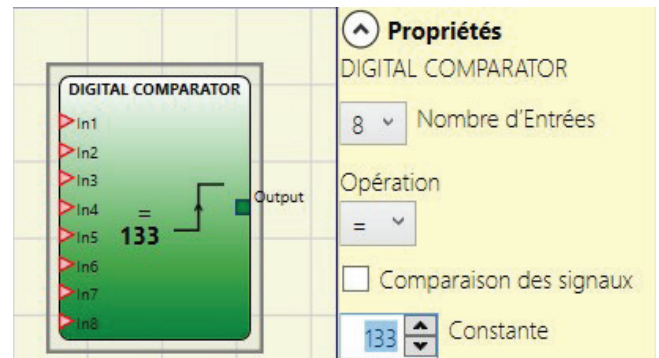 DIGITAL COMPARATOR
In1
In2
In3
In4
In5
In6
In7
In8
=
133
Output
Propriétés
DIGITAL COMPARATOR
8 Nombre d'Entrées
Opération
=
Comparaison des signaux
133 Constante